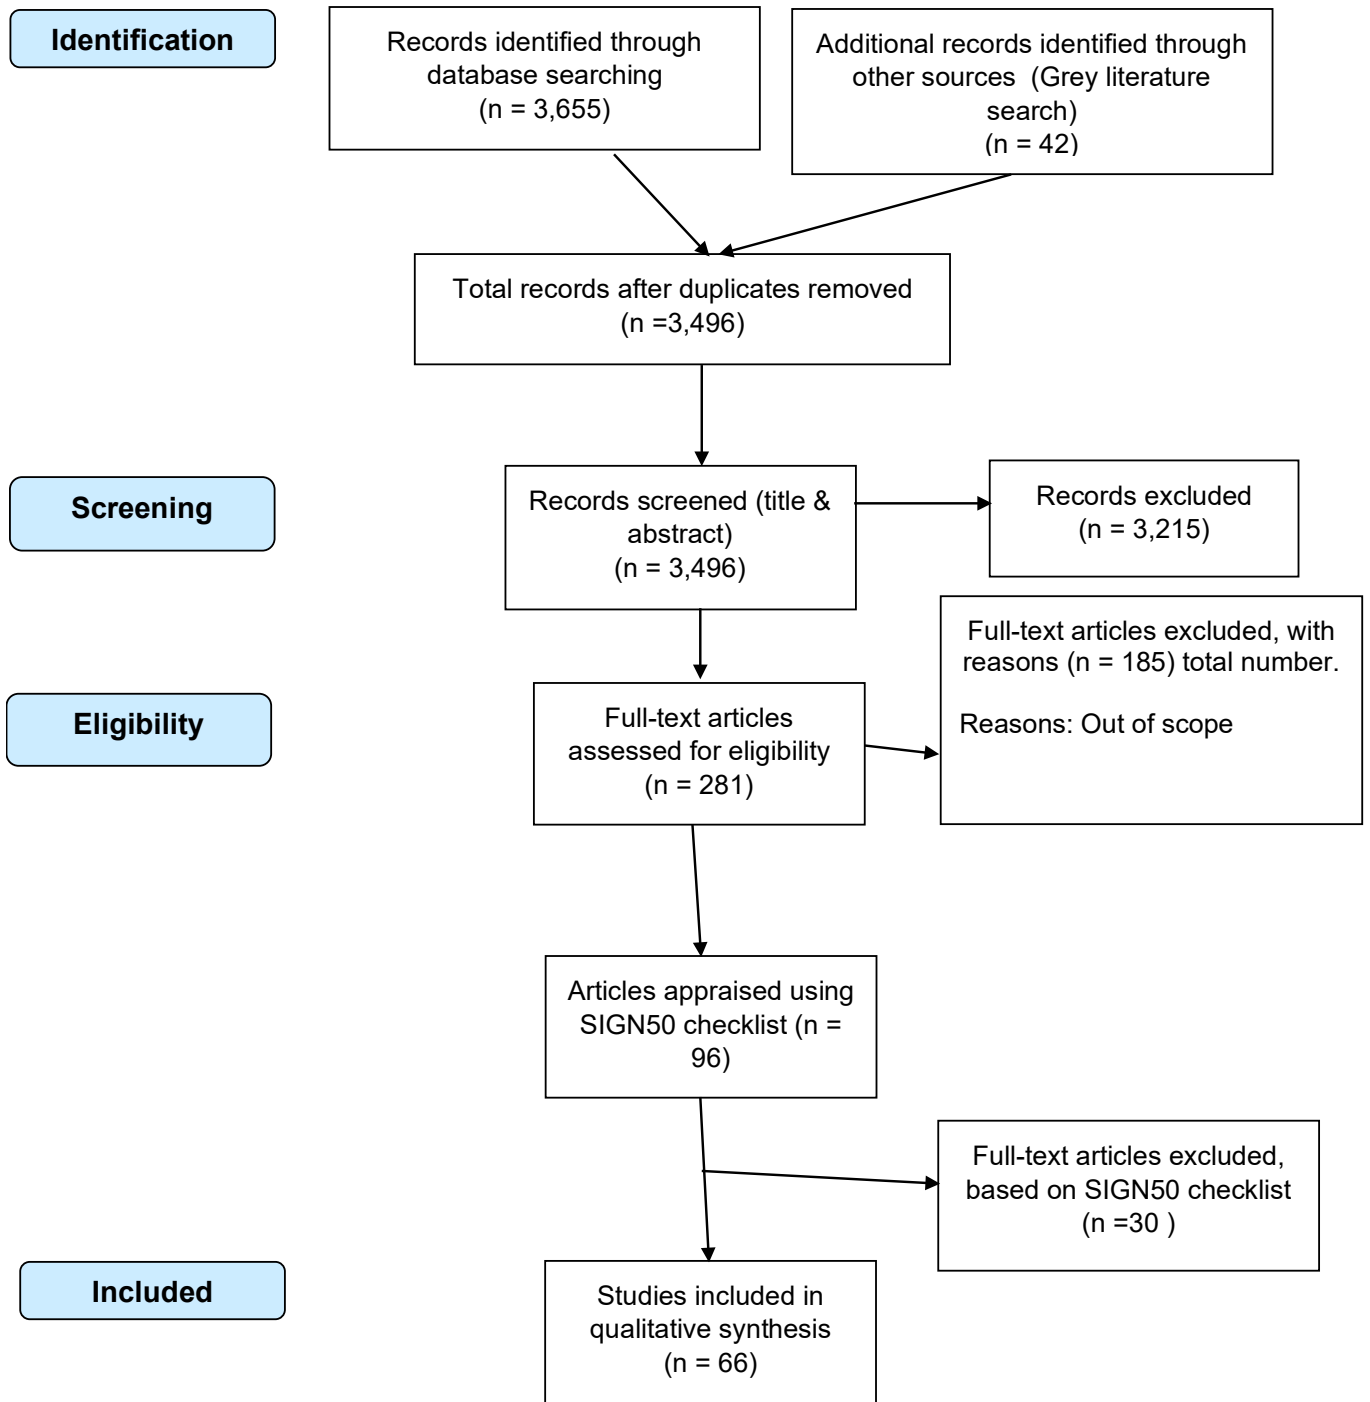 Identification
Records identified through
database searching
(n = 3,655)
Additional records identified through
other sources  (Grey literature
search)
(n = 42)
Total records after duplicates removed
(n =3,496)
Screening
Records screened (title &
abstract)
(n = 3,496)
Records excluded
(n = 3,215)
Full-text articles excluded, with
reasons (n = 185) total number.
Reasons: Out of scope
Eligibility
Full-text articles
assessed for eligibility
(n = 281)
Articles appraised using
SIGN50 checklist (n =
96)
Full-text articles excluded,
based on SIGN50 checklist
(n =30 )
Included
Studies included in
qualitative synthesis
(n = 66)